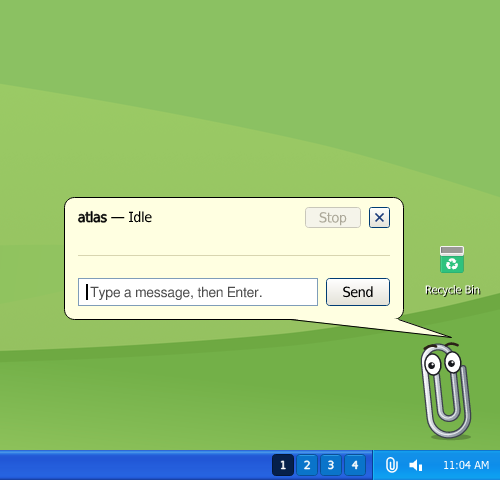 atlas — Idle
Stop
Type a message, then Enter.
Send
Recycle Bin
1 2 3 4
11:04 AM